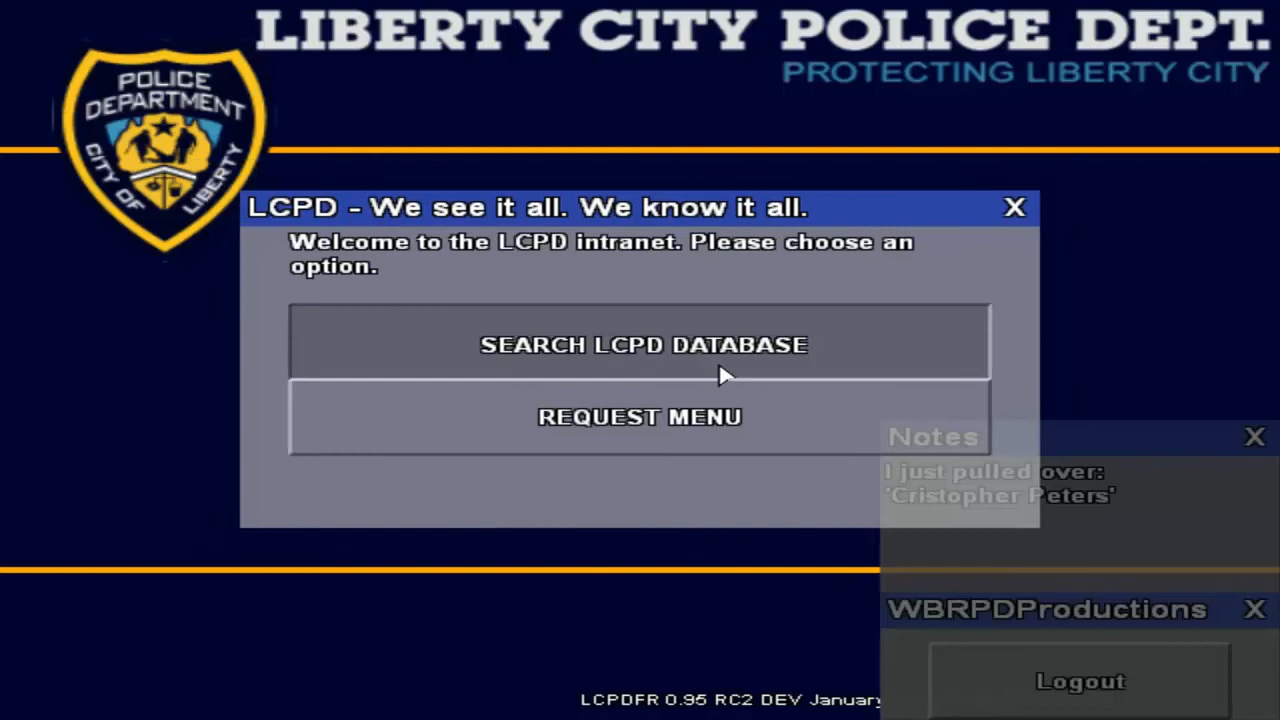 LIBERTY CITY POLICE DEPT.
PROTECTING LIBERTY CITY
POLICE
DEPARTMENT
CITY OF
LIBERTY
LCPD - We see it all. We know it all. X
Welcome to the LCPD intranet. Please choose an
option.
SEARCH LCPD DATABASE
REQUEST MENU
Notes X
I just pulled over:
'Cristopher Peters'
WBRPDProductions X
Logout
LCPDFR 0.95 RC2 DEV January